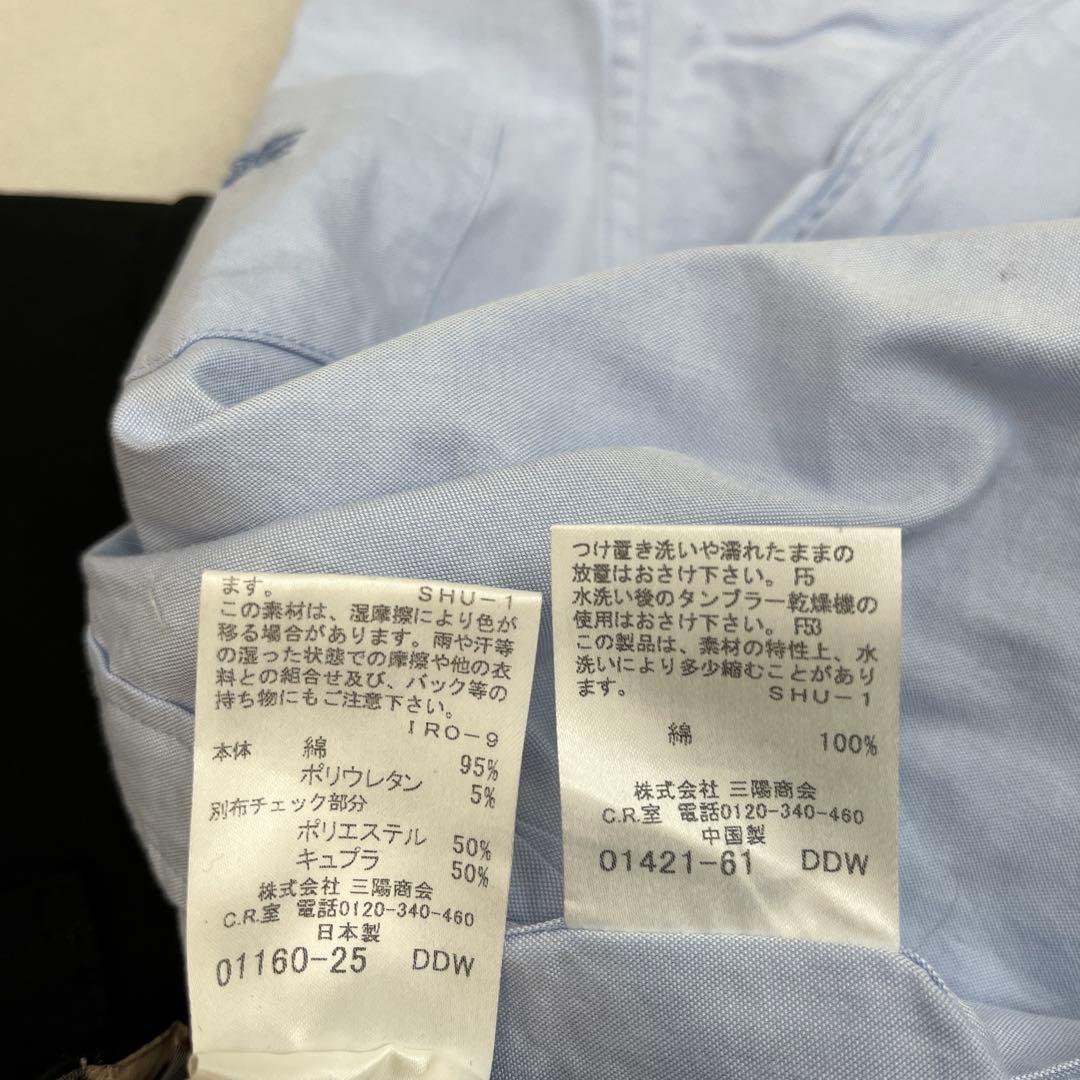 ます。 SHU-1
この素材は、湿摩擦により色が
移る場合があります。雨や汗等
の湿った状態での摩擦や他の衣
料との組合せ及び、バック等の
持ち物にもご注意下さい。
IRO-9
本体 綿 95%
ポリウレタン 5%
別布チェック部分
ポリエステル 50%
キュプラ 50%
株式会社 三陽商会
C.R.室 電話0120-340-460
日本製
01160-25 DDW
つけ置き洗いや濡れたままの
放置はおさけ下さい。 F5
水洗い後のタンブラー乾燥機の
使用はおさけ下さい。 F53
この製品は、素材の特性上、水
洗いにより多少縮むことがあり
ます。 SHU-1
綿 100%
株式会社 三陽商会
C.R.室 電話0120-340-460
中国製
01421-61 DDW